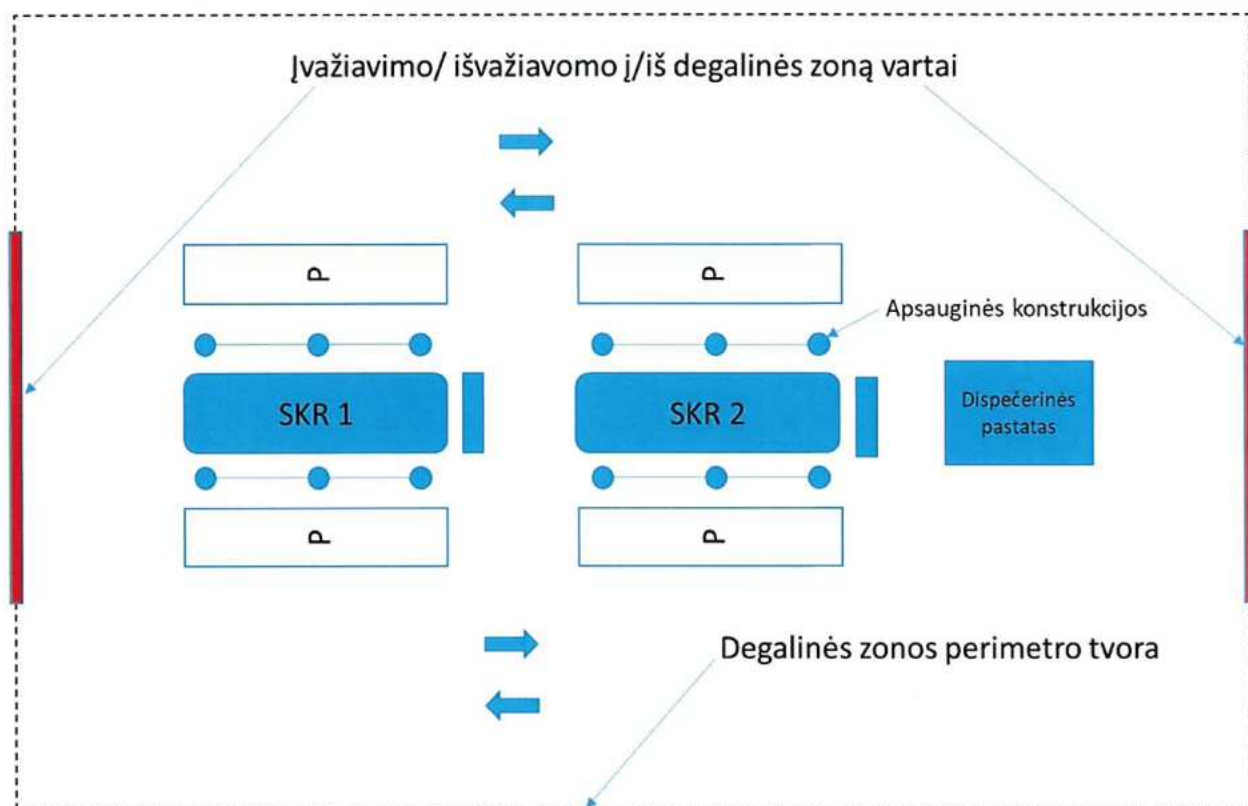 Įvažiavimo/ išvažiavomo į/iš degalinės zoną vartai
P
P
Apsauginės konstrukcijos
SKR 1
SKR 2
Dispečerinės
pastatas
P
P
Degalinės zonos perimetro tvora